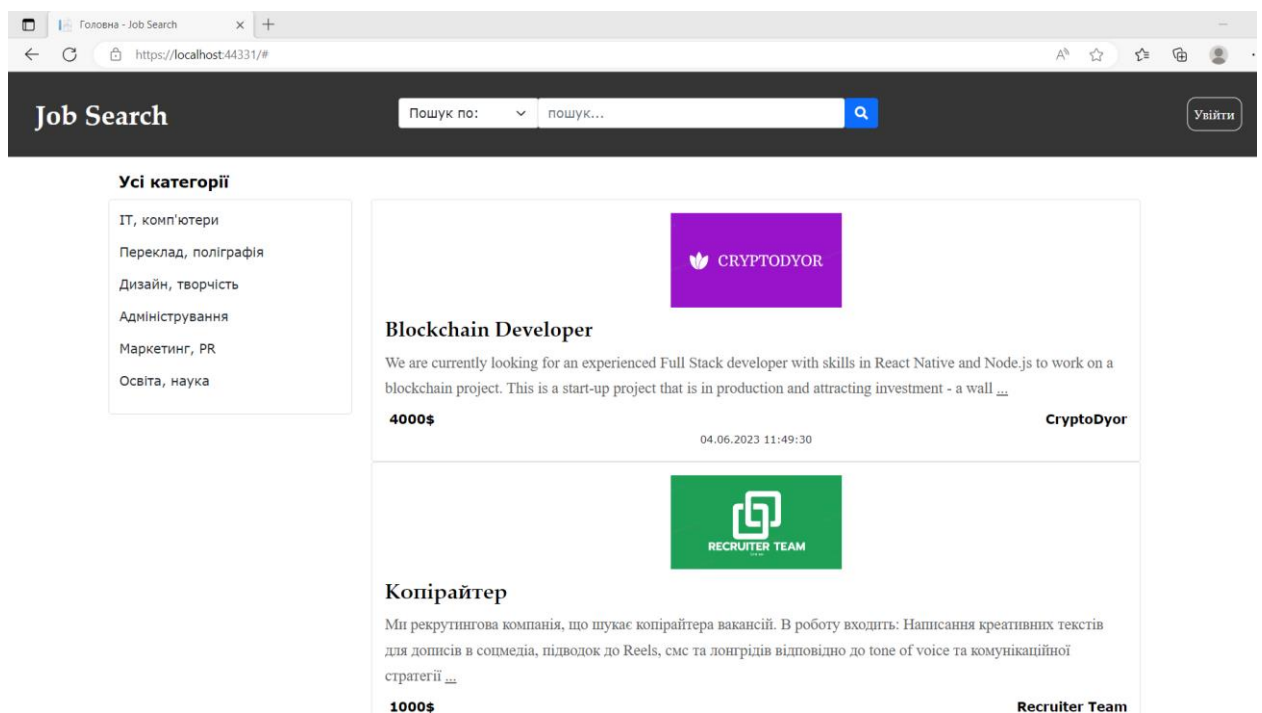 Головна - Job Search
https://localhost:44331/#
Job Search
Пошук по:
пошук...
Увійти
Усі категорії
IT, комп'ютери
Переклад, поліграфія
Дизайн, творчість
Адміністрування
Маркетинг, PR
Освіта, наука
CRYPTODYOR
Blockchain Developer
We are currently looking for an experienced Full Stack developer with skills in React Native and Node.js to work on a
blockchain project. This is a start-up project that is in production and attracting investment - a wall ...
4000$
CryptoDyor
04.06.2023 11:49:30
RECRUITER TEAM
Копірайтер
Ми рекрутингова компанія, що шукає копірайтера вакансій. В роботу входить: Написання креативних текстів
для дописів в соцмедіа, підводок до Reels, смс та лонгрідів відповідно до tone of voice та комунікаційної
стратегії ...
1000$
Recruiter Team